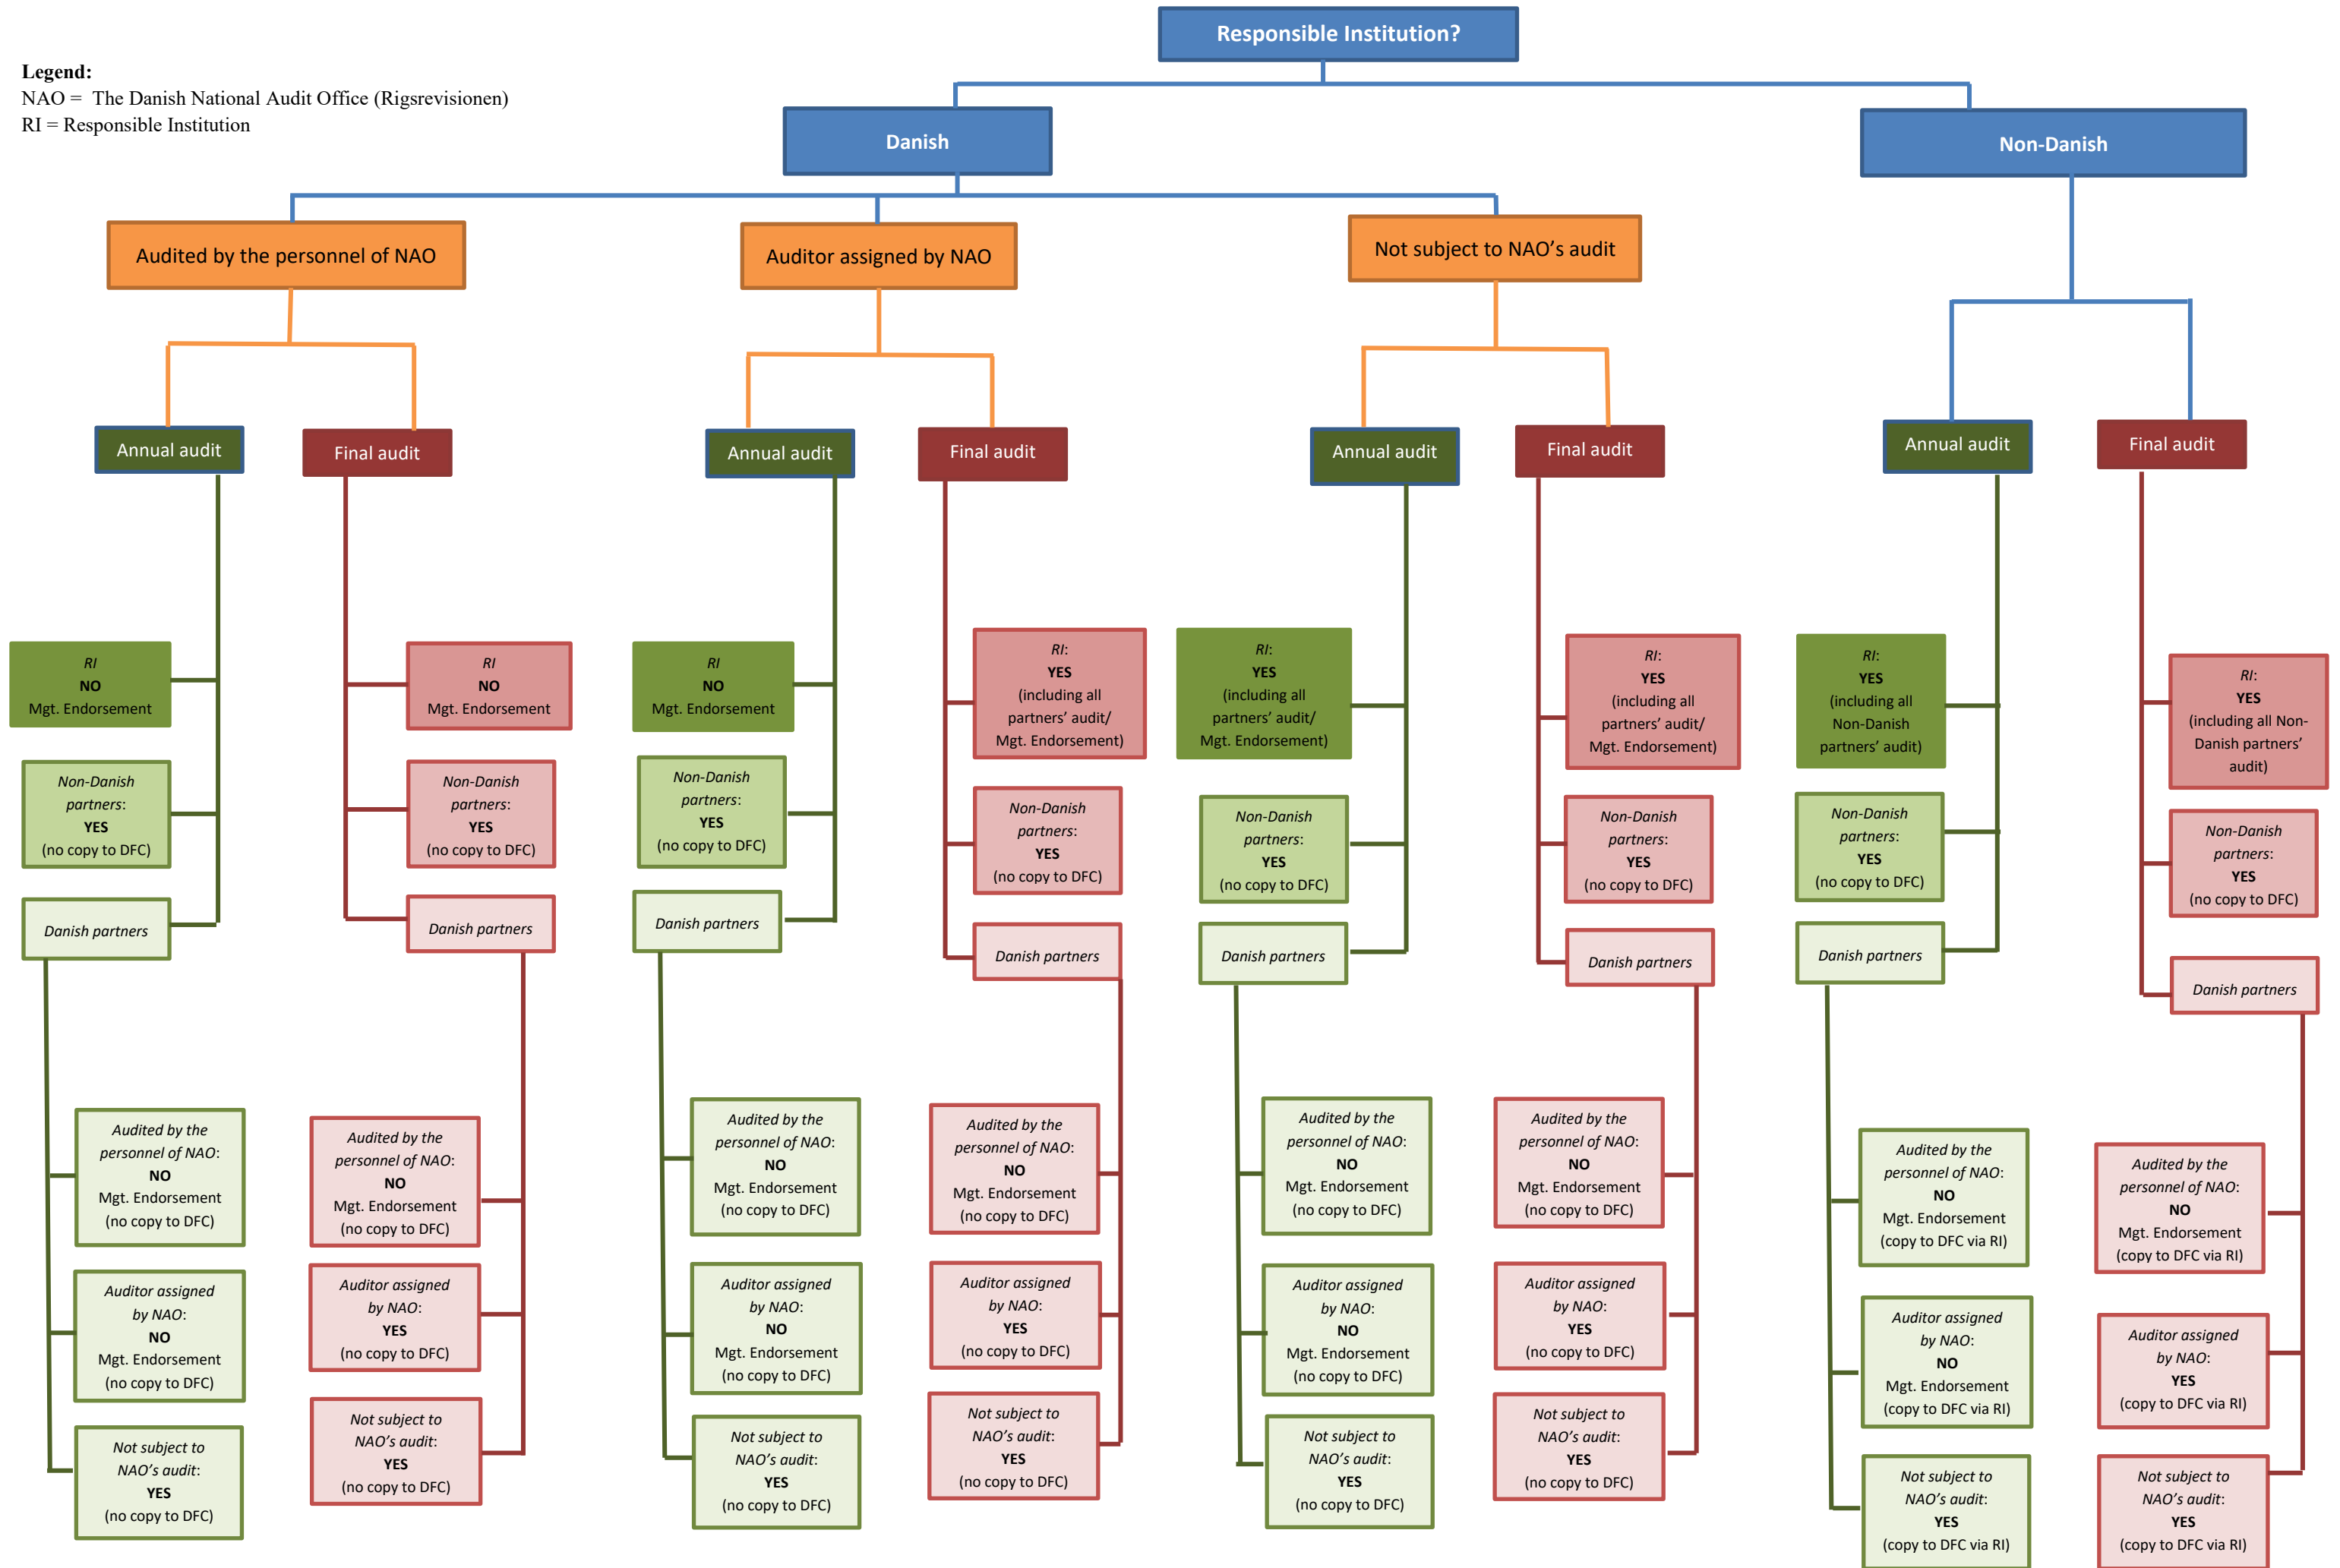 Responsible Institution?
Legend:
NAO = The Danish National Audit Office (Rigsrevisionen)
RI = Responsible Institution
Danish
Non-Danish
Audited by the personnel of NAO
Auditor assigned by NAO
Not subject to NAO's audit
Annual audit
Final audit
Annual audit
Final audit
Annual audit
Final audit
Annual audit
Final audit
RI
NO
Mgt. Endorsement
Non-Danish
partners:
YES
(no copy to DFC)
Danish partners
Audited by the
personnel of NAO:
NO
Mgt. Endorsement
(no copy to DFC)
Auditor assigned
by NAO:
NO
Mgt. Endorsement
(no copy to DFC)
Not subject to
NAO's audit:
YES
(no copy to DFC)
RI
NO
Mgt. Endorsement
Non-Danish
partners:
YES
(no copy to DFC)
Danish partners
Audited by the
personnel of NAO:
NO
Mgt. Endorsement
(no copy to DFC)
Auditor assigned
by NAO:
YES
(no copy to DFC)
Not subject to
NAO's audit:
YES
(no copy to DFC)
RI
NO
Mgt. Endorsement
Non-Danish
partners:
YES
(no copy to DFC)
Danish partners
Audited by the
personnel of NAO:
NO
Mgt. Endorsement
(no copy to DFC)
Auditor assigned
by NAO:
NO
Mgt. Endorsement
(no copy to DFC)
Not subject to
NAO's audit:
YES
(no copy to DFC)
RI:
YES
(including all
partners' audit/
Mgt. Endorsement)
Non-Danish
partners:
YES
(no copy to DFC)
Danish partners
Audited by the
personnel of NAO:
NO
Mgt. Endorsement
(no copy to DFC)
Auditor assigned
by NAO:
YES
(no copy to DFC)
Not subject to
NAO's audit:
YES
(no copy to DFC)
RI:
YES
(including all
partners' audit/
Mgt. Endorsement)
Non-Danish
partners:
YES
(no copy to DFC)
Danish partners
Audited by the
personnel of NAO:
NO
Mgt. Endorsement
(no copy to DFC)
Auditor assigned
by NAO:
NO
Mgt. Endorsement
(no copy to DFC)
Not subject to
NAO's audit:
YES
(no copy to DFC)
RI:
YES
(including all
partners' audit/
Mgt. Endorsement)
Non-Danish
partners:
YES
(no copy to DFC)
Danish partners
Audited by the
personnel of NAO:
NO
Mgt. Endorsement
(no copy to DFC)
Auditor assigned
by NAO:
YES
(no copy to DFC)
Not subject to
NAO's audit:
YES
(no copy to DFC)
RI:
YES
(including all
Non-Danish
partners' audit)
Non-Danish
partners:
YES
(no copy to DFC)
Danish partners
Audited by the
personnel of NAO:
NO
Mgt. Endorsement
(copy to DFC via RI)
Auditor assigned
by NAO:
NO
Mgt. Endorsement
(copy to DFC via RI)
Not subject to
NAO's audit:
YES
(copy to DFC via RI)
RI:
YES
(including all Non-
Danish partners'
audit)
Non-Danish
partners:
YES
(no copy to DFC)
Danish partners
Audited by the
personnel of NAO:
NO
Mgt. Endorsement
(copy to DFC via RI)
Auditor assigned
by NAO:
YES
(copy to DFC via RI)
Not subject to
NAO's audit:
YES
(copy to DFC via RI)